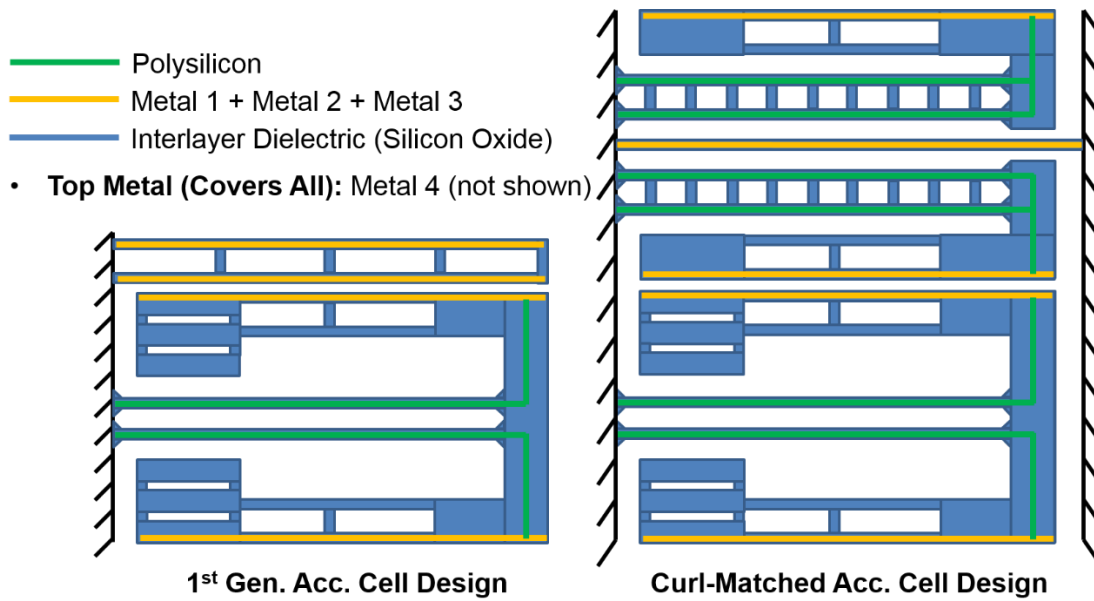 Polysilicon
Metal 1 + Metal 2 + Metal 3
Interlayer Dielectric (Silicon Oxide)
• Top Metal (Covers All): Metal 4 (not shown)
1st Gen. Acc. Cell Design
Curl-Matched Acc. Cell Design